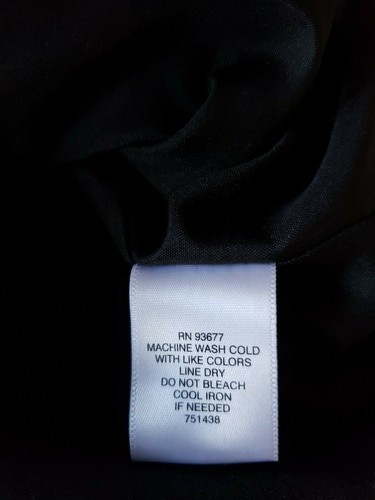 RN 93677
MACHINE WASH COLD
WITH LIKE COLORS
LINE DRY
DO NOT BLEACH
COOL IRON
IF NEEDED
751438